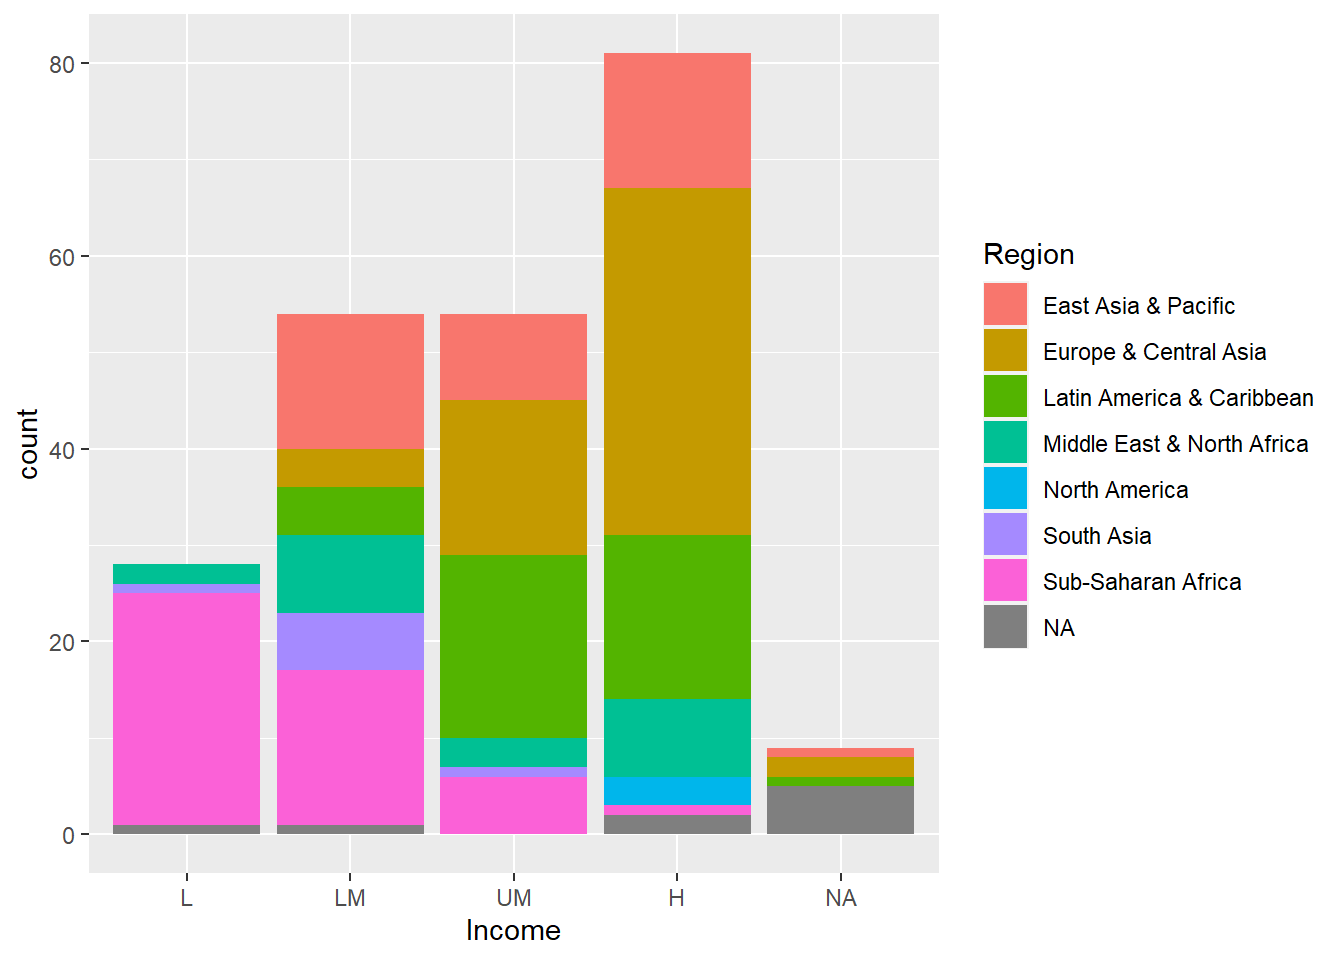 80
60
40
20
0
count
L LM UM H NA
Income
Region
East Asia & Pacific
Europe & Central Asia
Latin America & Caribbean
Middle East & North Africa
North America
South Asia
Sub-Saharan Africa
NA